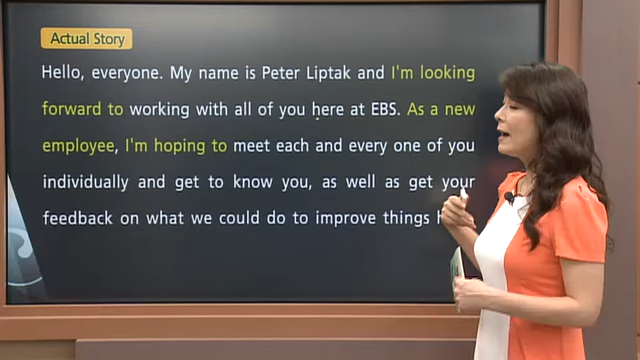 Actual Story
Hello, everyone. My name is Peter Liptak and I'm looking
forward to working with all of you here at EBS. As a new
employee, I'm hoping to meet each and every one of you
individually and get to know you, as well as get your
feedback on what we could do to improve things